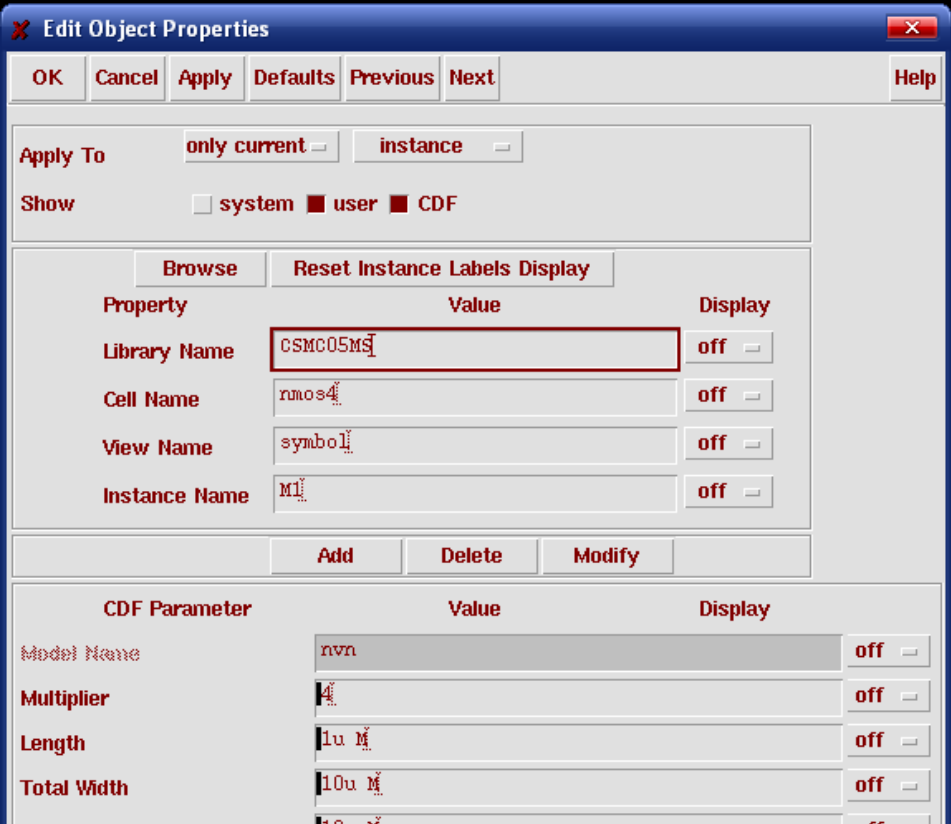 Edit Object Properties
OK Cancel Apply Defaults Previous Next Help
Apply To only current instance
Show system user CDF
Browse Reset Instance Labels Display
Property Value Display
Library Name CSMC05MS off
Cell Name nmos4 off
View Name symbol off
Instance Name M1 off
Add Delete Modify
CDF Parameter Value Display
Model Name nvn off
Multiplier 4 off
Length 1u M off
Total Width 10u M off